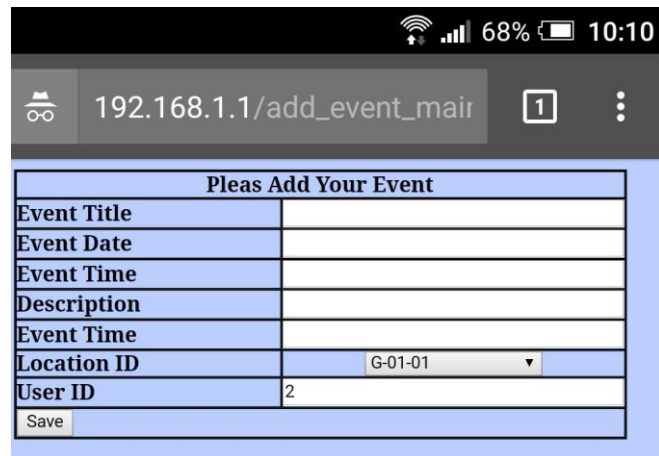 68% 10:10
192.168.1.1/add_event_mair 1
Pleas Add Your Event
Event Title
Event Date
Event Time
Description
Event Time
Location ID G-01-01
User ID 2
Save